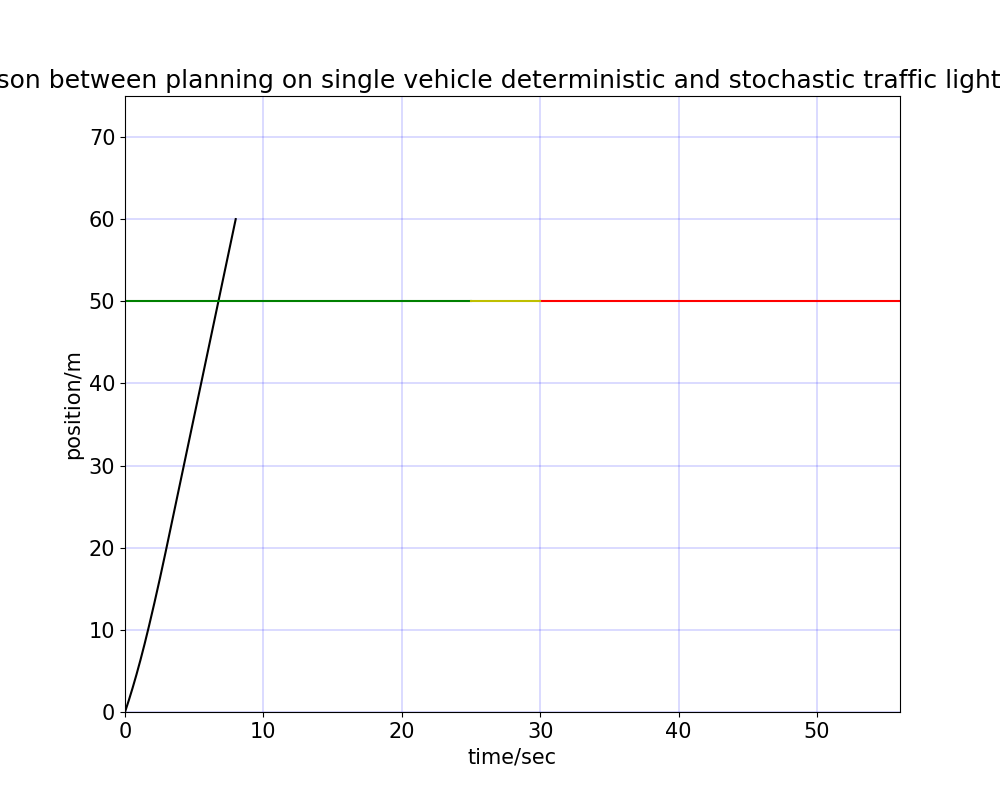 son between planning on single vehicle deterministic and stochastic traffic light
70
60
50
40
30
20
10
0
position/m
0 10 20 30 40 50
time/sec